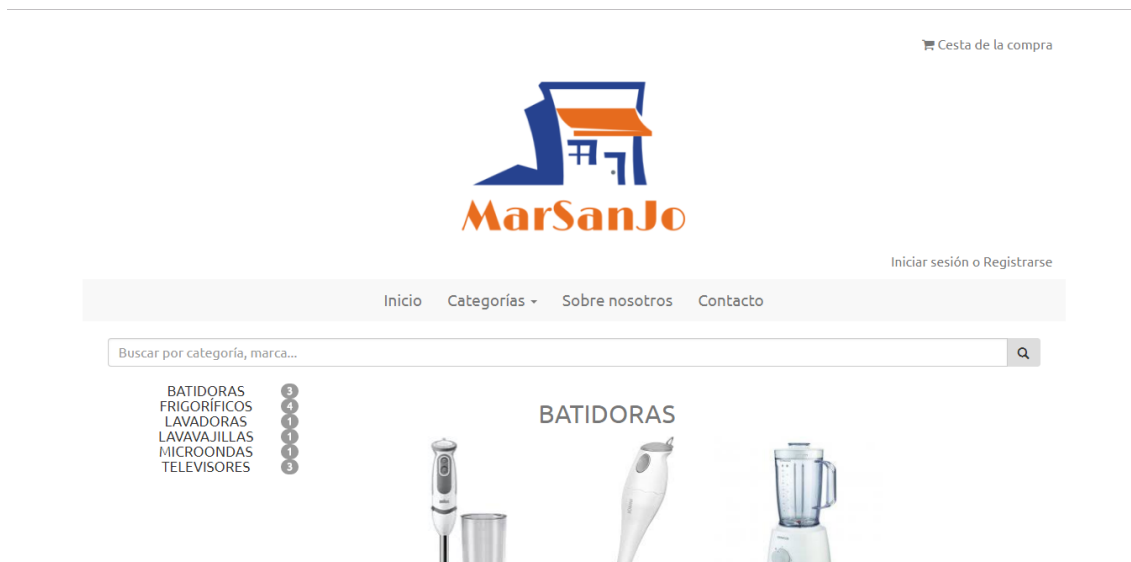 Cesta de la compra
MarSanJo
Iniciar sesión o Registrarse
Inicio Categorías Sobre nosotros Contacto
Buscar por categoría, marca...
BATIDORAS 3
FRIGORÍFICOS 4
LAVADORAS 1
LAVAVAJILLAS 1
MICROONDAS 1
TELEVISORES 3
BATIDORAS